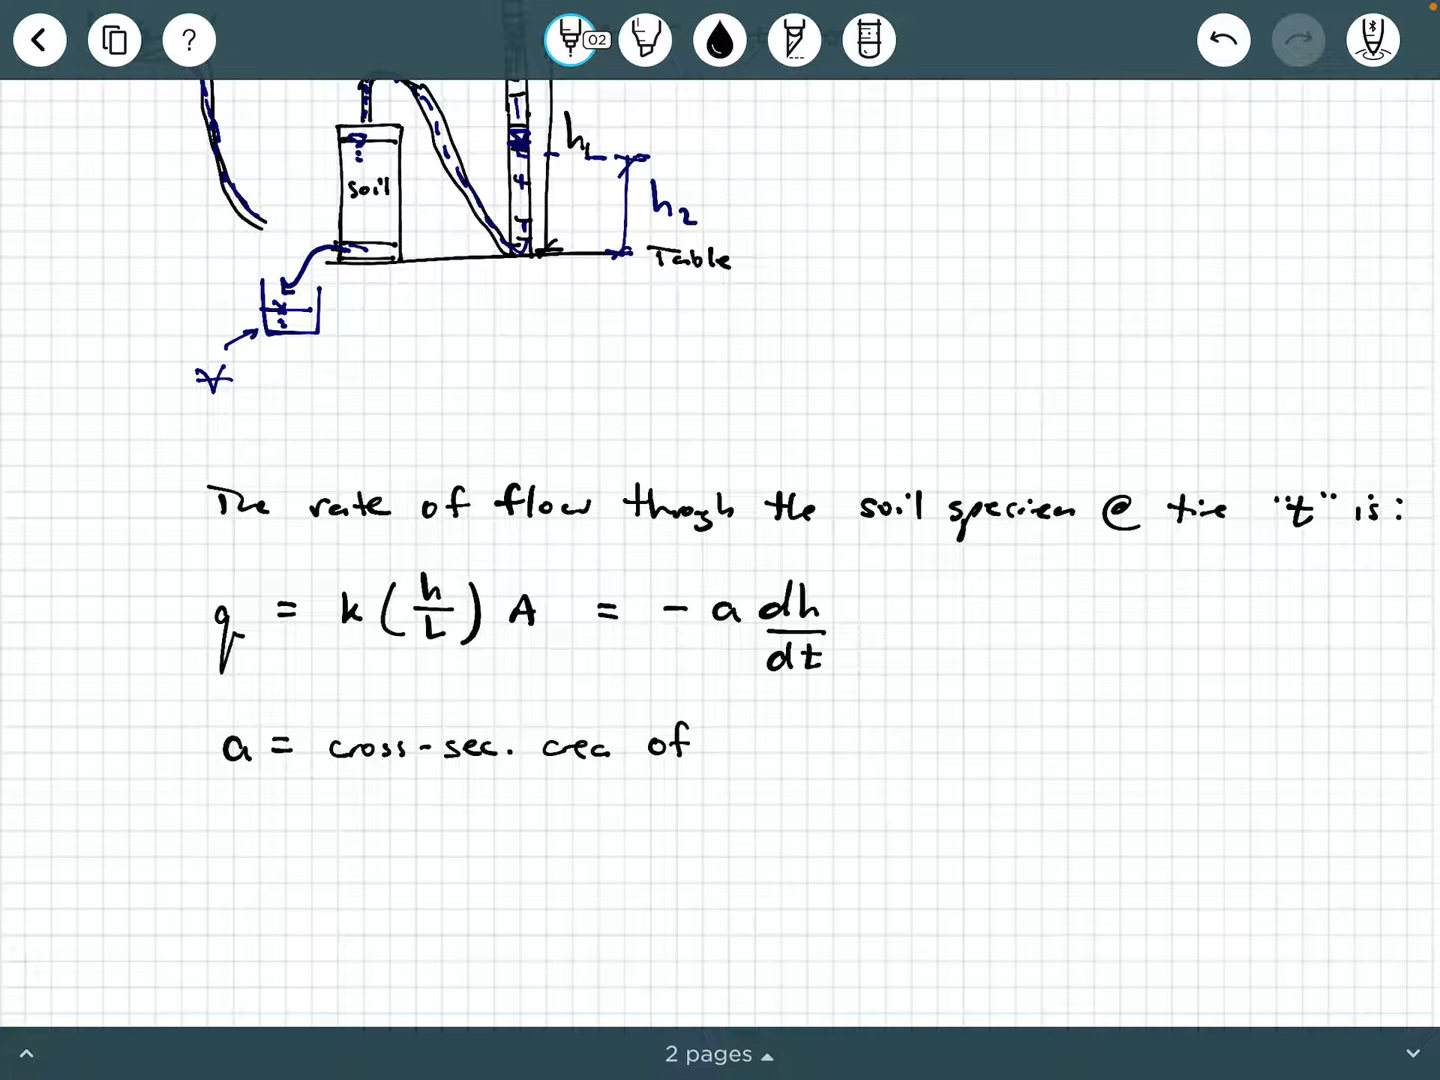 02
h1
soil
h2
Table
V
The rate of flow through the soil specimen @ time "t" is:
q = k (h/L) A = - a dh/dt
a = cross-sec. area of
2 pages